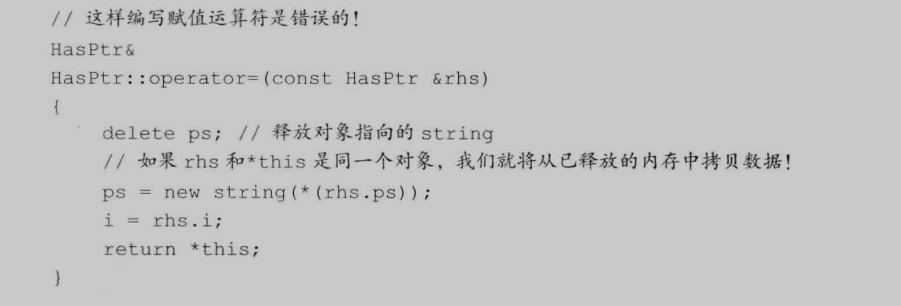 // 这样编写赋值运算符是错误的!
HasPtr&
HasPtr::operator=(const HasPtr &rhs)
{
delete ps; // 释放对象指向的 string
// 如果 rhs 和*this 是同一个对象，我们就将从已释放的内存中拷贝数据!
ps = new string(*(rhs.ps));
i = rhs.i;
return *this;
}